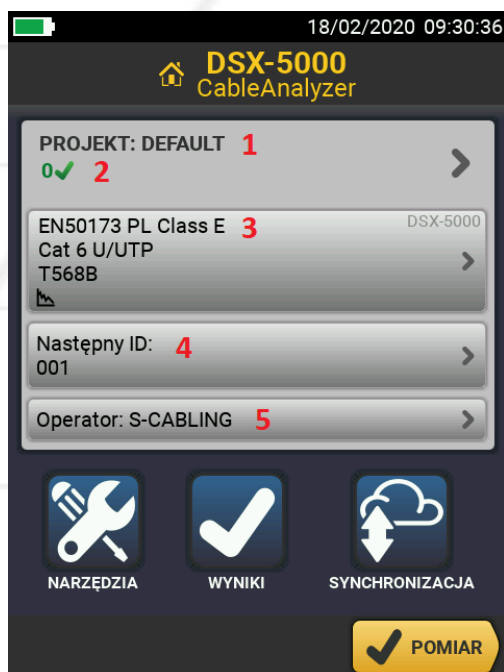 18/02/2020 09:30:36
DSX-5000
CableAnalyzer
PROJEKT: DEFAULT 1
0 2
EN50173 PL Class E 3 DSX-5000
Cat 6 U/UTP
T568B
Następny ID: 4
001
Operator: S-CABLING 5
NARZĘDZIA WYNIKI SYNCHRONIZACJA
POMIAR